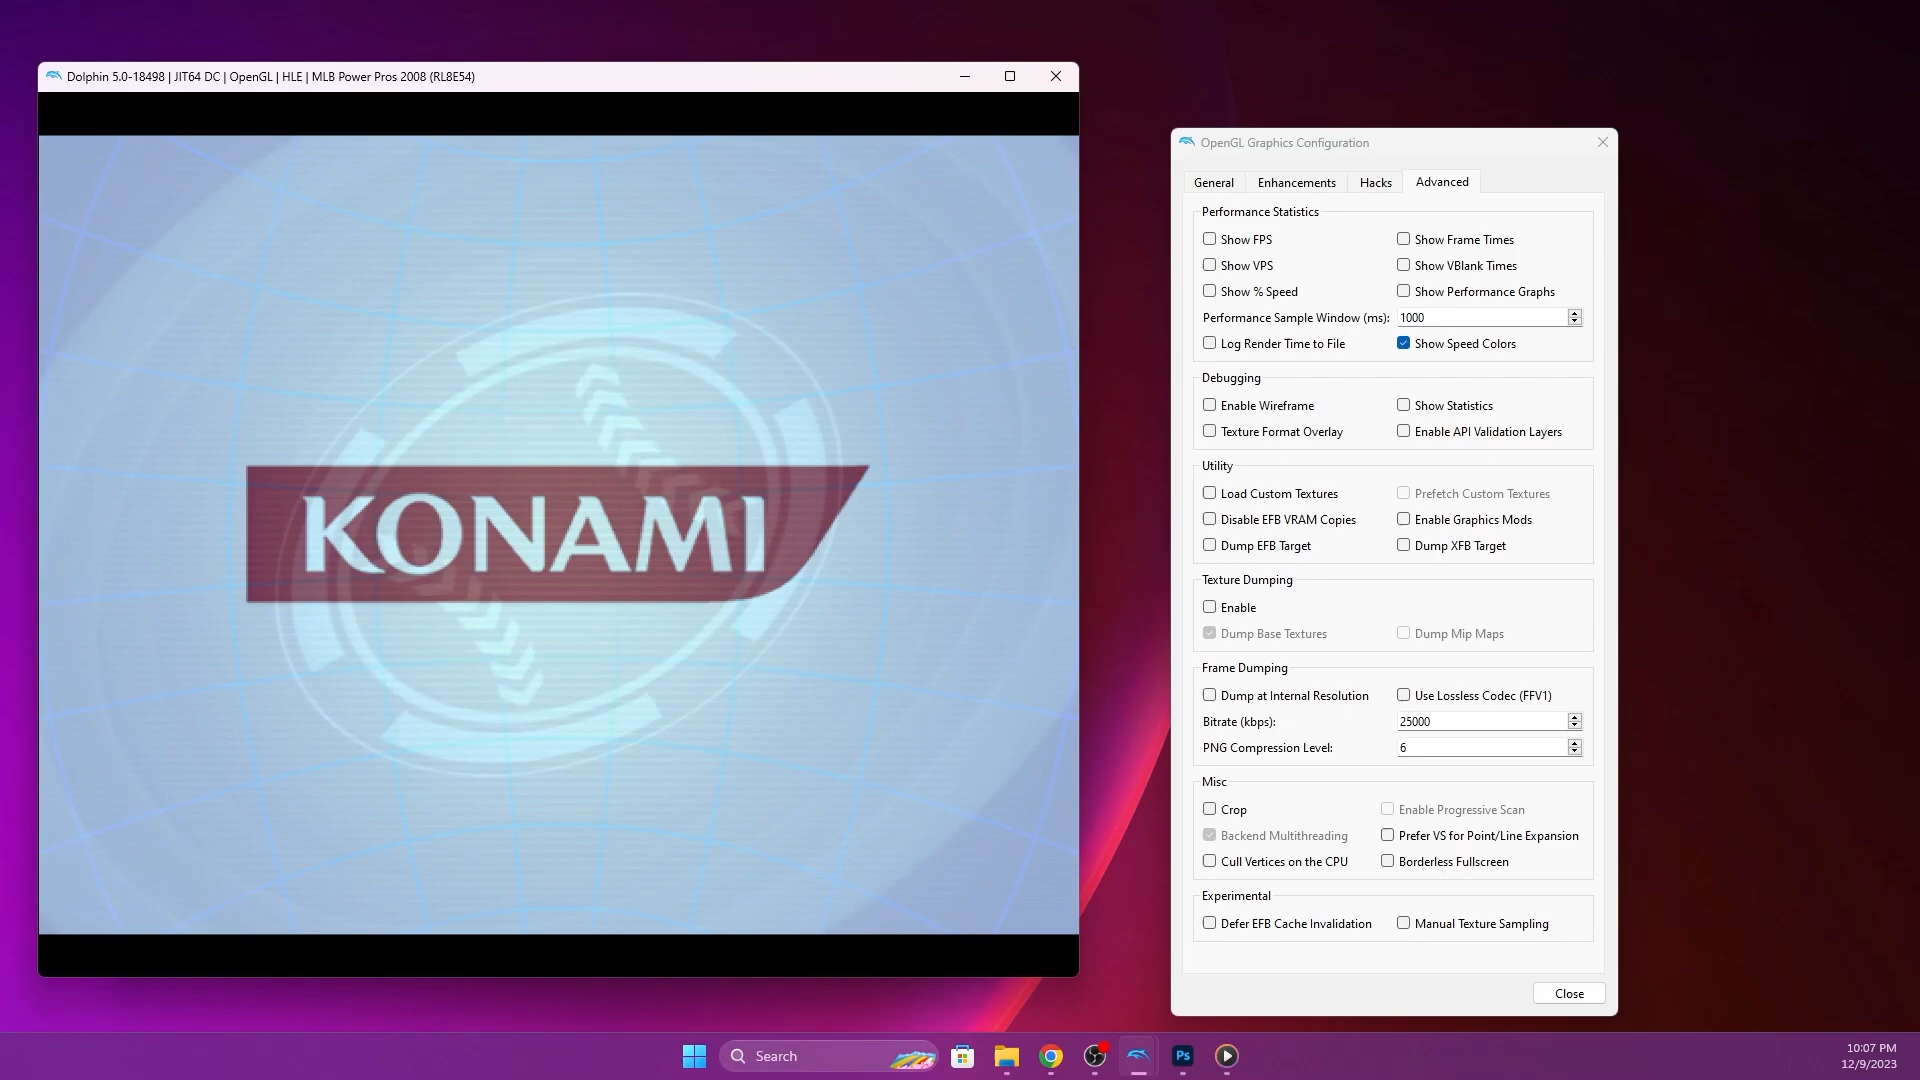 Dolphin 5.0-18498 | JIT64 DC | OpenGL | HLE | MLB Power Pros 2008 (RL8E54)
KONAMI
OpenGL Graphics Configuration
General Enhancements Hacks Advanced
Performance Statistics
Show FPS Show Frame Times
Show VPS Show VBlank Times
Show % Speed Show Performance Graphs
Performance Sample Window (ms): 1000
Log Render Time to File Show Speed Colors
Debugging
Enable Wireframe Show Statistics
Texture Format Overlay Enable API Validation Layers
Utility
Load Custom Textures Prefetch Custom Textures
Disable EFB VRAM Copies Enable Graphics Mods
Dump EFB Target Dump XFB Target
Texture Dumping
Enable
Dump Base Textures Dump Mip Maps
Frame Dumping
Dump at Internal Resolution Use Lossless Codec (FFV1)
Bitrate (kbps): 25000
PNG Compression Level: 6
Misc
Crop Enable Progressive Scan
Backend Multithreading Prefer VS for Point/Line Expansion
Cull Vertices on the CPU Borderless Fullscreen
Experimental
Defer EFB Cache Invalidation Manual Texture Sampling
Close
Search
Ps
10:07 PM
12/9/2023